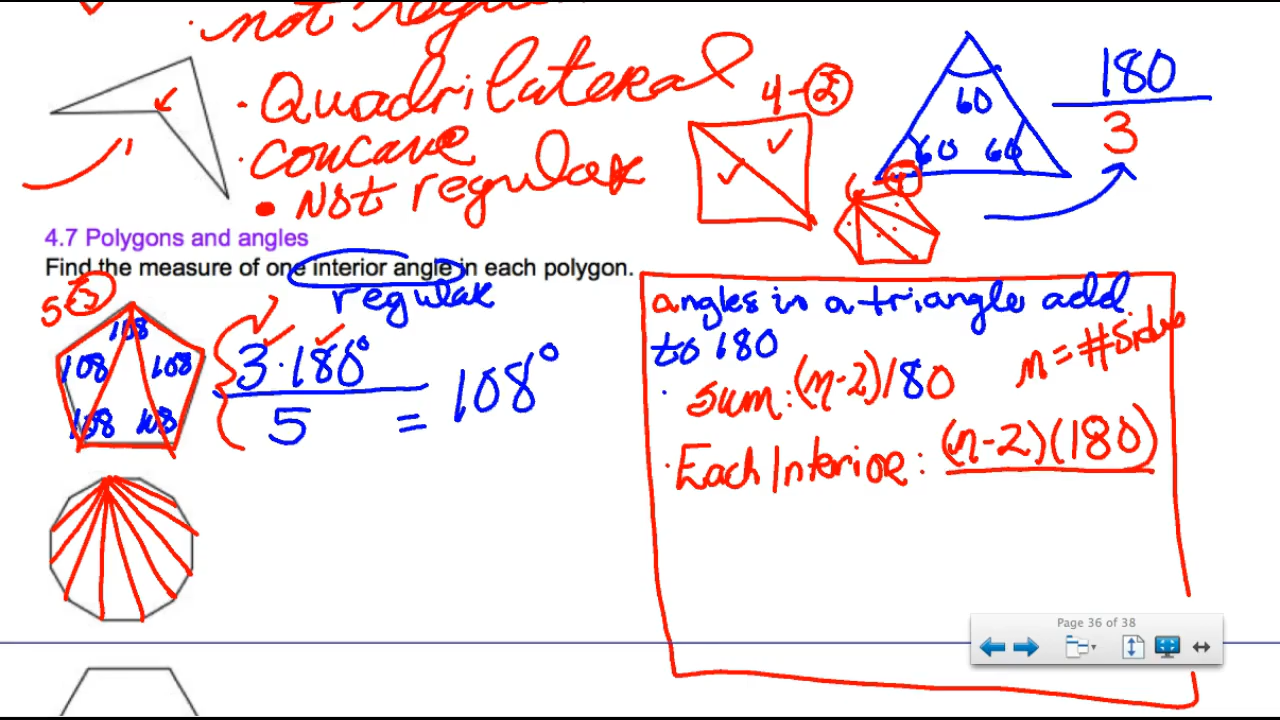 · not regular
· Quadrilateral
· concave
• Not regular
4-②
180
3
60
60 60
6-④
4.7 Polygons and angles
Find the measure of one interior angle in each polygon.
regular
5-③
108
108 108
108 108
3·180°
5
= 108°
angles in a triangle add
to 180
n = #Sides
· sum: (n-2)180
· Each Interior: (n-2)(180)
Page 36 of 38